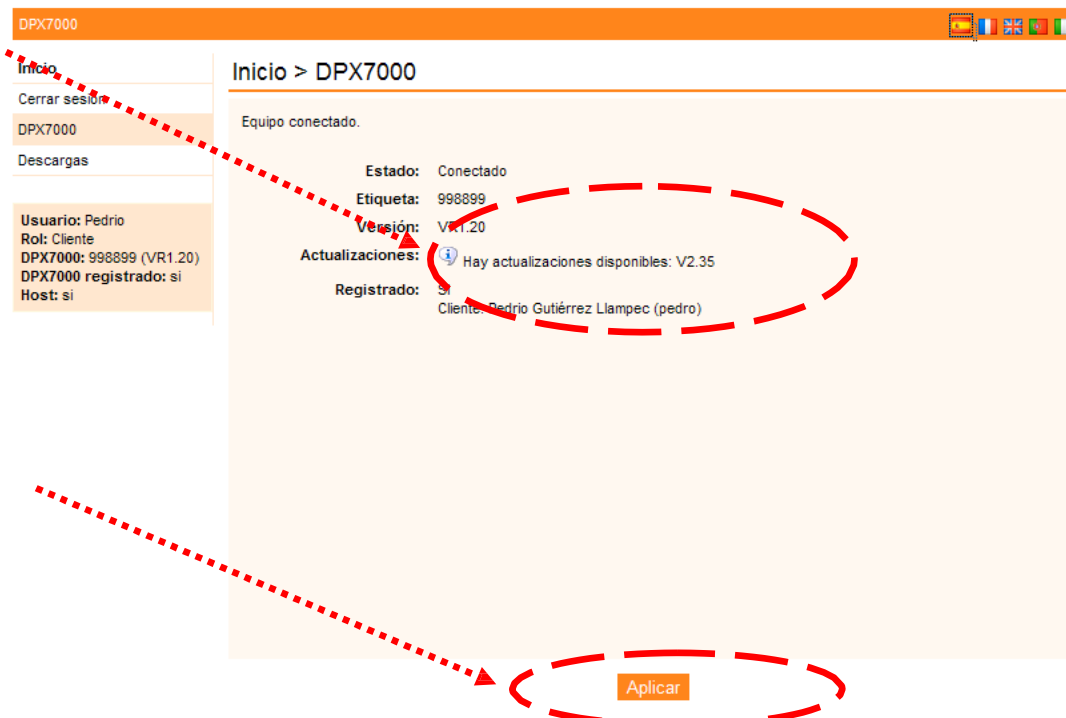 DPX7000
Inicio
Cerrar sesión
DPX7000
Descargas
Usuario: Pedrio
Rol: Cliente
DPX7000: 998899 (VR1.20)
DPX7000 registrado: si
Host: si
Inicio > DPX7000
Equipo conectado.
Estado: Conectado
Etiqueta: 998899
Versión: VR1.20
Actualizaciones: Hay actualizaciones disponibles: V2.35
Registrado: Si
Cliente: Pedrio Gutiérrez Llampec (pedro)
Aplicar